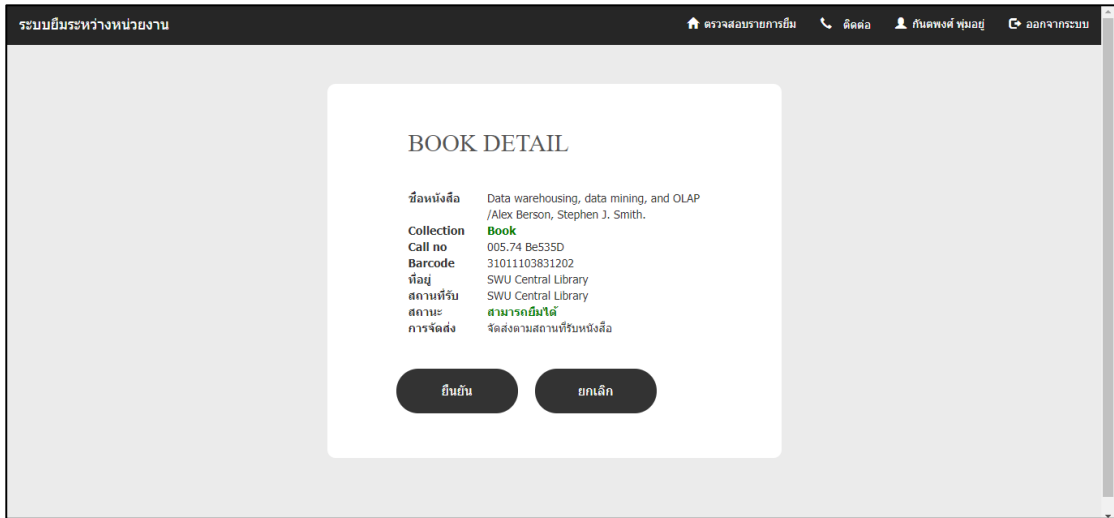 ระบบยืมระหว่างหน่วยงาน ตรวจสอบรายการยืม ติดต่อ กันตพงศ์ พุ่มอยู่ ออกจากระบบ
BOOK DETAIL
ชื่อหนังสือ Data warehousing, data mining, and OLAP
/Alex Berson, Stephen J. Smith.
Collection Book
Call no 005.74 Be535D
Barcode 31011103831202
ที่อยู่ SWU Central Library
สถานที่รับ SWU Central Library
สถานะ สามารถยืมได้
การจัดส่ง จัดส่งตามสถานที่รับหนังสือ
ยืนยัน ยกเลิก